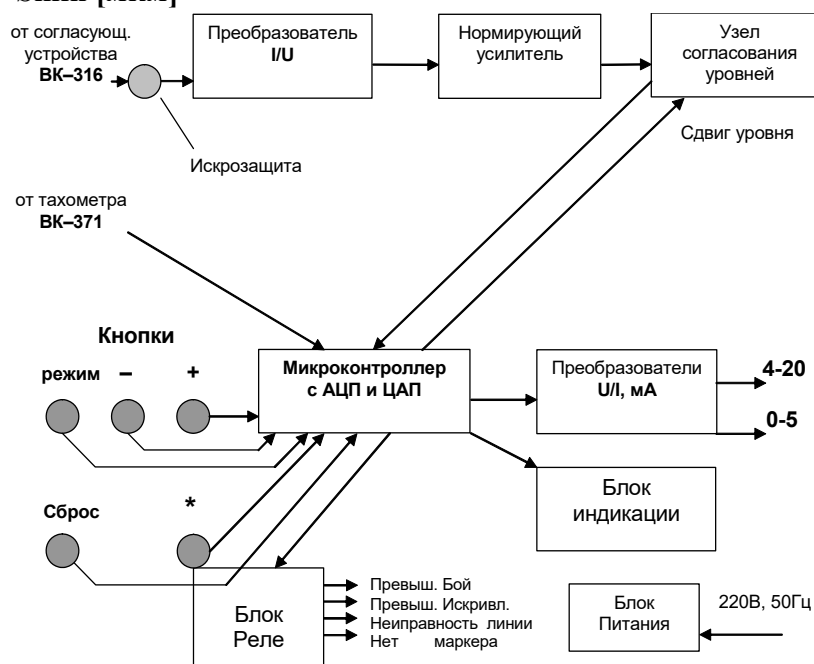 от согласующ.
устройства
ВК–316
Преобразователь
I/U
Нормирующий
усилитель
Узел
согласования
уровней
Сдвиг уровня
Искрозащита
от тахометра
ВК–371
Кнопки
режим – +
Микроконтроллер
с АЦП и ЦАП
Преобразователи
U/I, мА
4-20
0-5
Блок
индикации
Сброс *
Блок
Реле
Превыш. Бой
Превыш. Искривл.
Неиправность линии
Нет маркера
Блок
Питания
220В, 50Гц